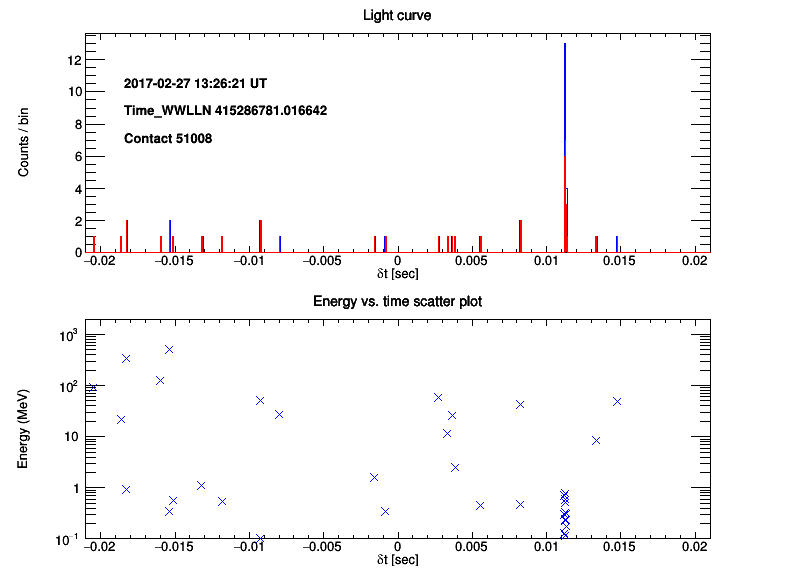 Light curve
Counts / bin
12
10
8
6
4
2
0
2017-02-27 13:26:21 UT
Time_WWLLN 415286781.016642
Contact 51008
−0.02 −0.015 −0.01 −0.005 0 0.005 0.01 0.015 0.02
δt [sec]
Energy vs. time scatter plot
Energy (MeV)
10³
10²
10
1
10⁻¹
−0.02 −0.015 −0.01 −0.005 0 0.005 0.01 0.015 0.02
δt [sec]